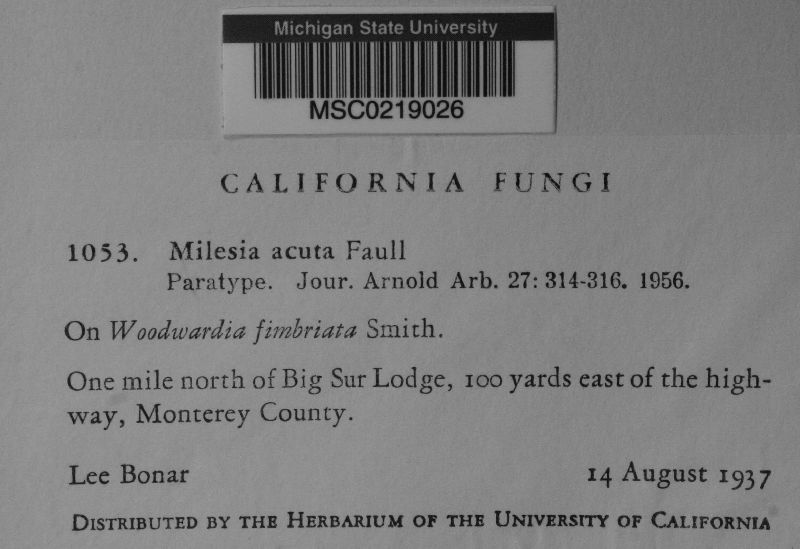 Michigan State University
MSC0219026
CALIFORNIA FUNGI
1053. Milesia acuta Faull
Paratype. Jour. Arnold Arb. 27: 314-316. 1956.
On Woodwardia fimbriata Smith.
One mile north of Big Sur Lodge, 100 yards east of the high-
way, Monterey County.
Lee Bonar 14 August 1937
DISTRIBUTED BY THE HERBARIUM OF THE UNIVERSITY OF CALIFORNIA